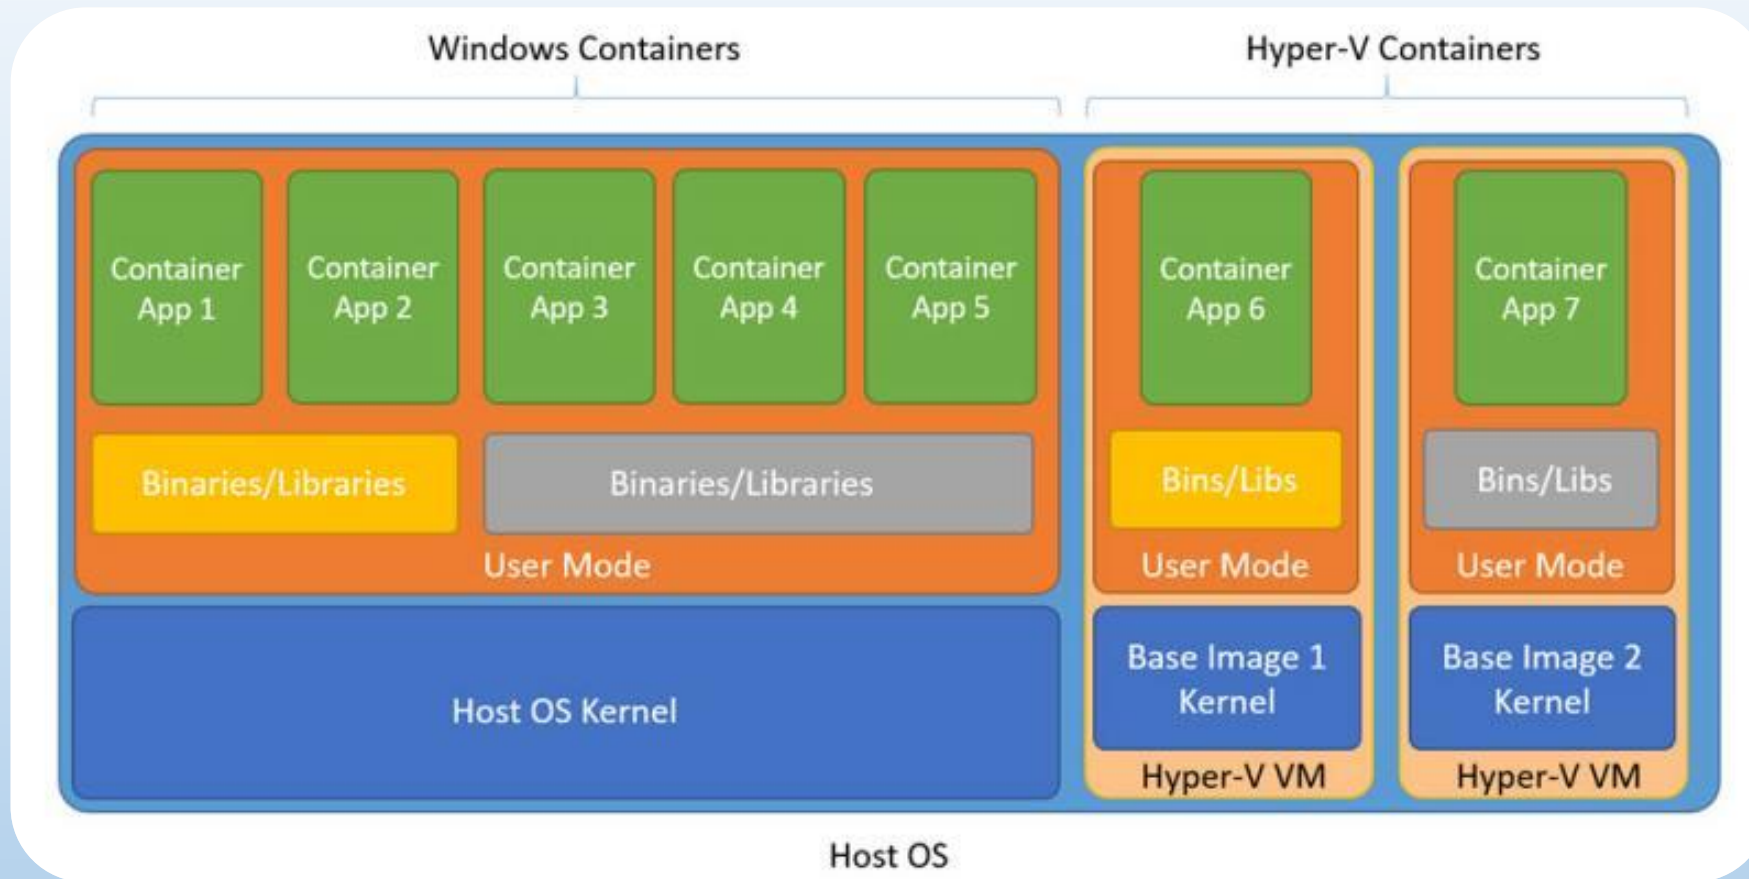 Windows Containers
Hyper-V Containers
Container
App 1
Container
App 2
Container
App 3
Container
App 4
Container
App 5
Container
App 6
Container
App 7
Binaries/Libraries
Binaries/Libraries
Bins/Libs
Bins/Libs
User Mode
User Mode
User Mode
Host OS Kernel
Base Image 1
Kernel
Base Image 2
Kernel
Hyper-V VM
Hyper-V VM
Host OS